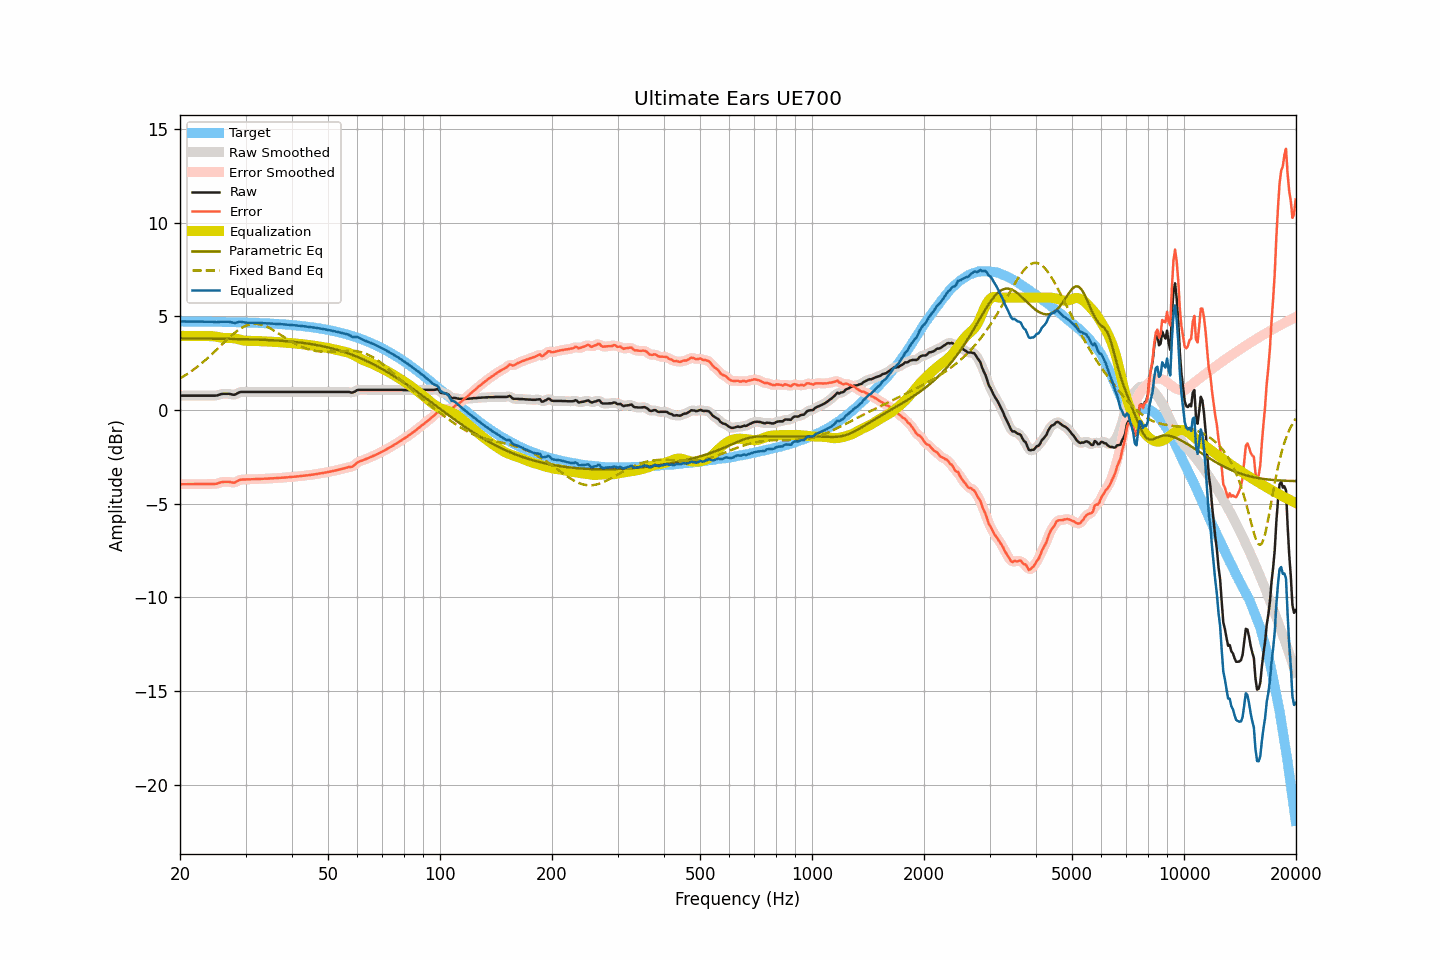 Ultimate Ears UE700
15
10
5
0
−5
−10
−15
−20
Amplitude (dBr)
Target
Raw Smoothed
Error Smoothed
Raw
Error
Equalization
Parametric Eq
Fixed Band Eq
Equalized
20
50
100
200
500
1000
2000
5000
10000
20000
Frequency (Hz)